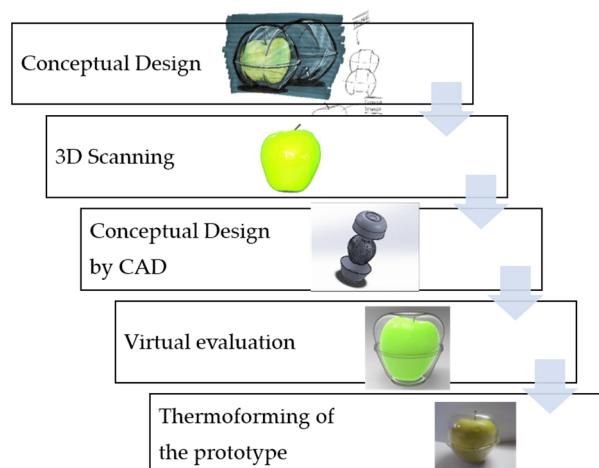 Conceptual Design
3D Scanning
Conceptual Design
by CAD
Virtual evaluation
Thermoforming of
the prototype